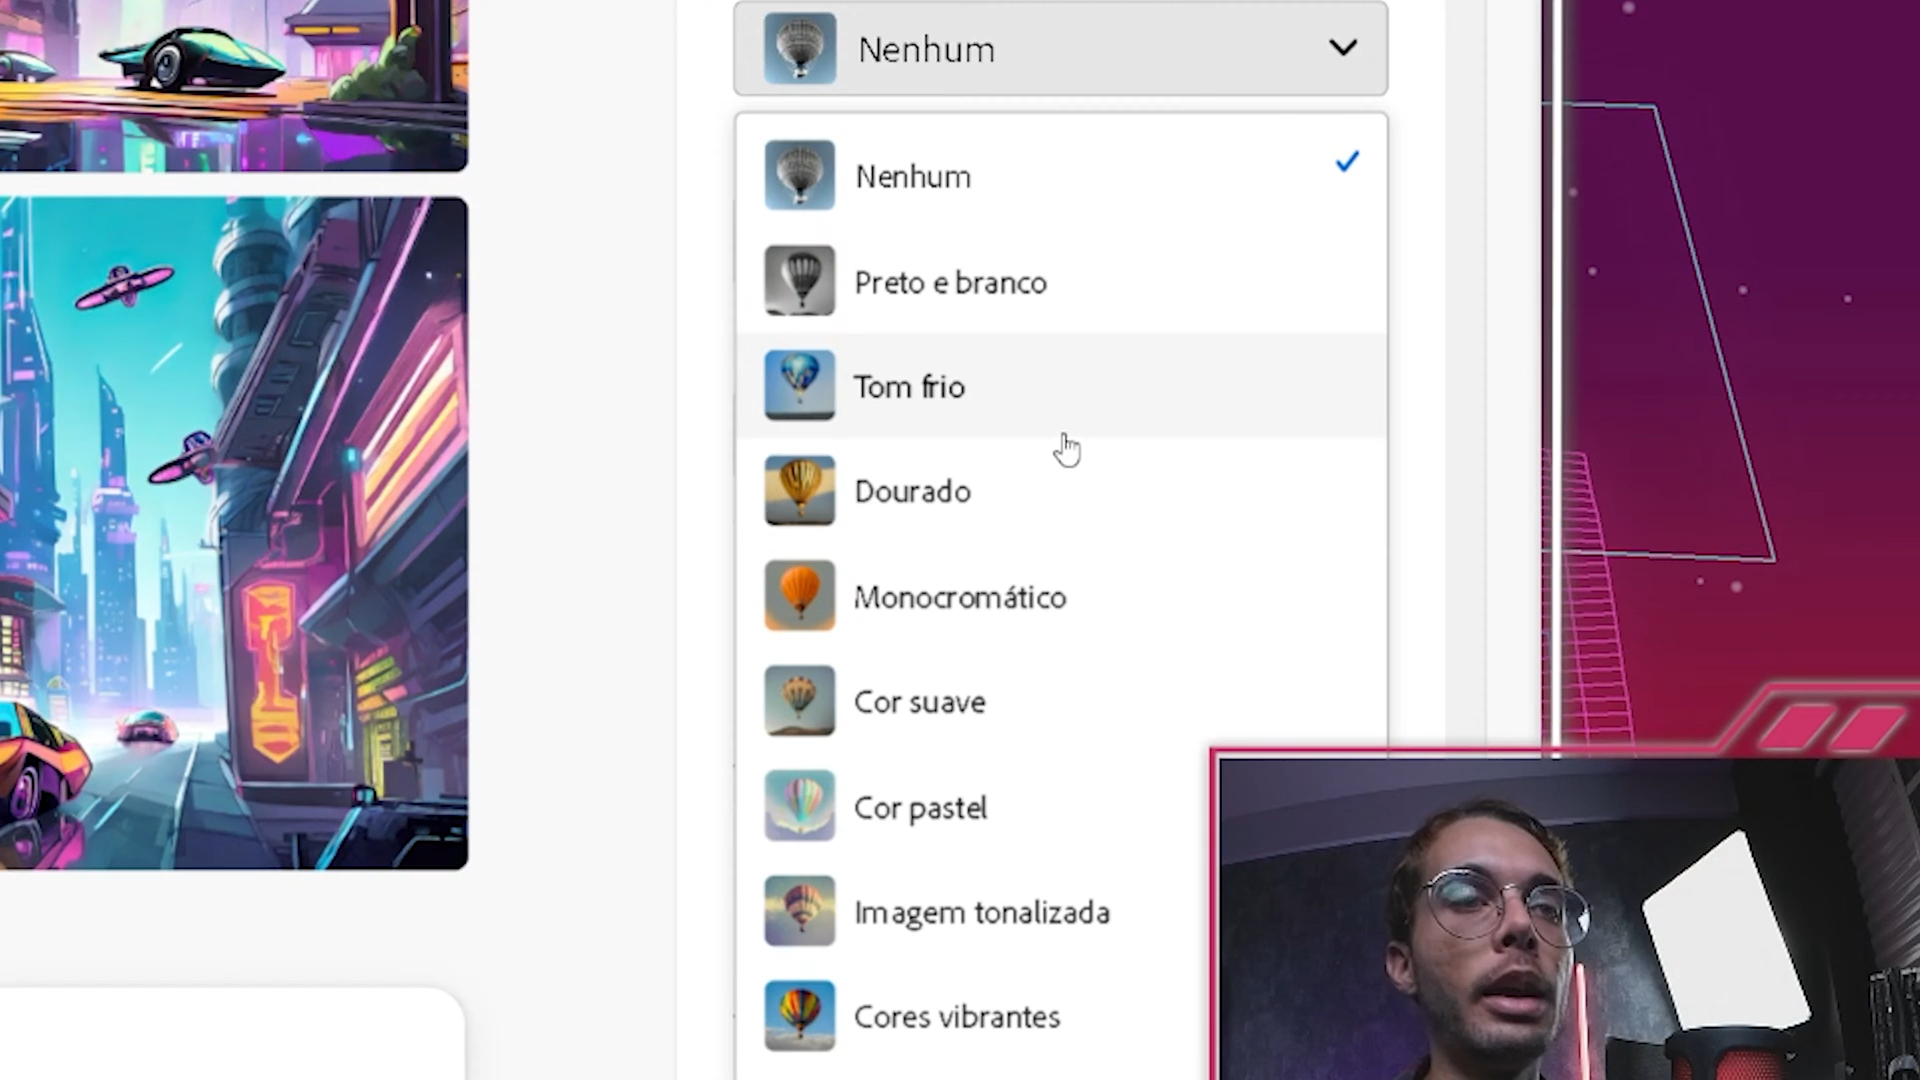 Nenhum
Nenhum
Preto e branco
Tom frio
Dourado
Monocromático
Cor suave
Cor pastel
Imagem tonalizada
Cores vibrantes